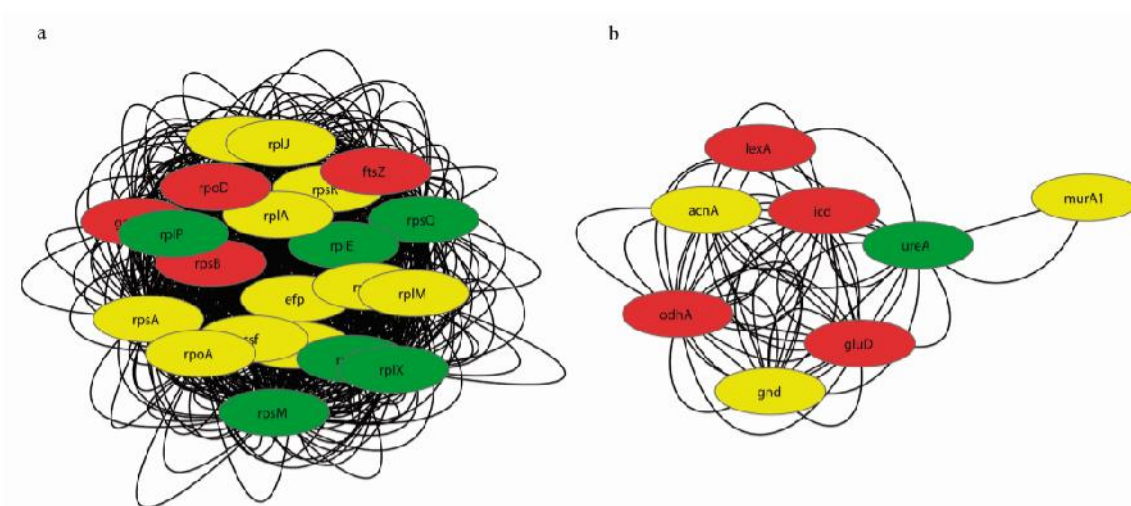 a
b
rplJ
ftsZ
rpoD
rplA
rpsQ
rplP
rplE
rpsB
efp
rplM
rpsA
rpoA
rplX
rpsM
lexA
murA1
acnA
icd
ureA
odhA
gluD
gnd